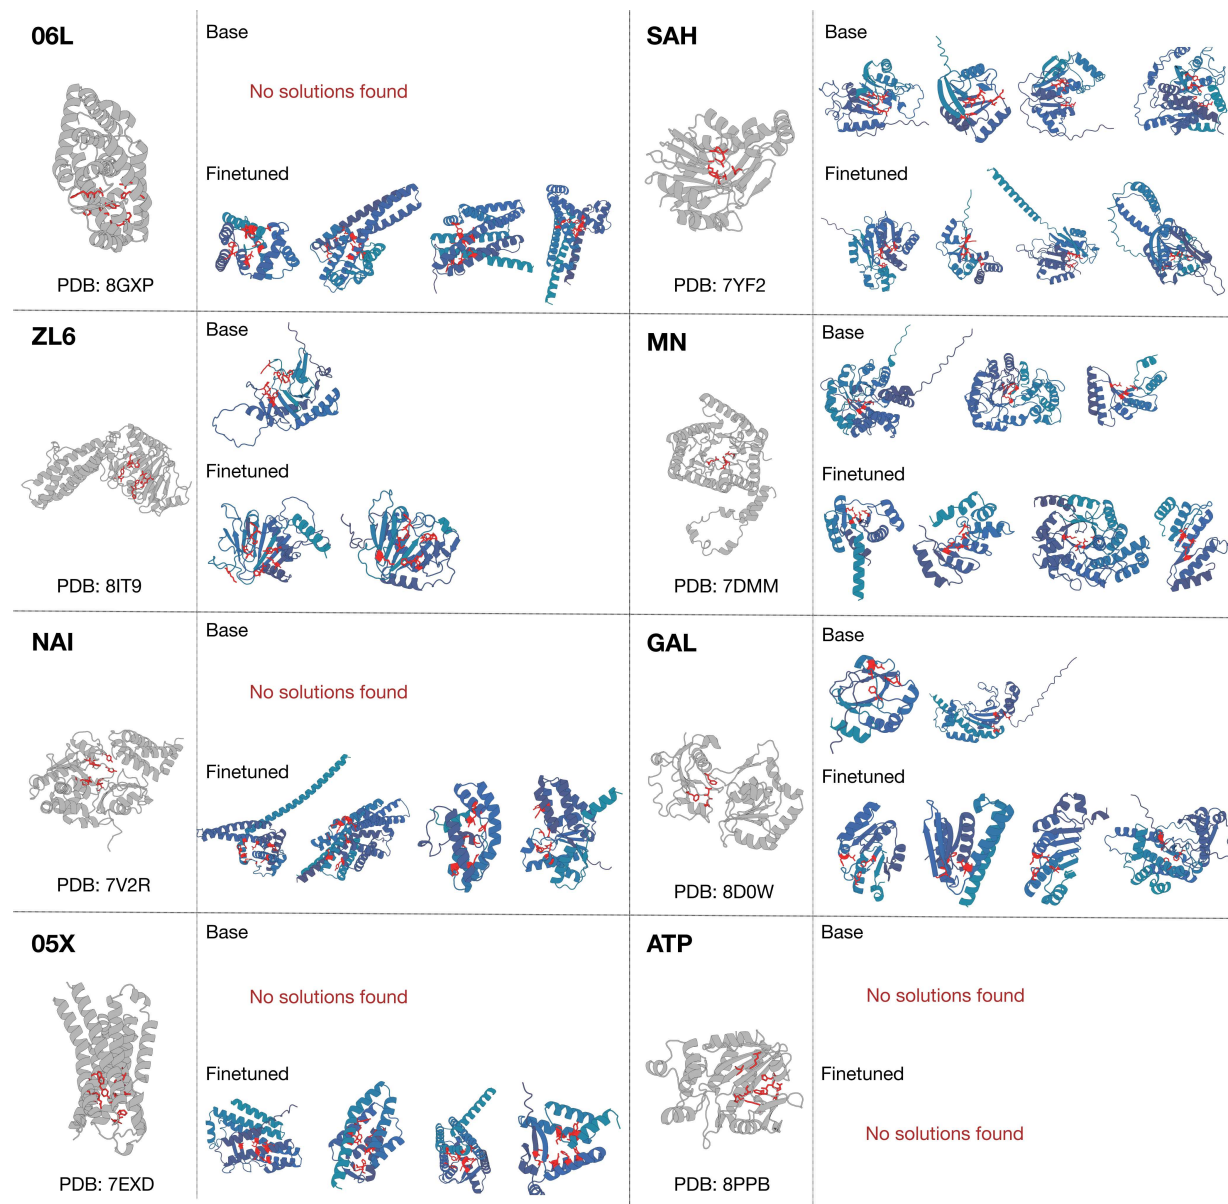 06L
Base
No solutions found
Finetuned
PDB: 8GXP
SAH
Base
Finetuned
PDB: 7YF2
ZL6
Base
Finetuned
PDB: 8IT9
MN
Base
Finetuned
PDB: 7DMM
NAI
Base
No solutions found
Finetuned
PDB: 7V2R
GAL
Base
Finetuned
PDB: 8D0W
05X
Base
No solutions found
Finetuned
PDB: 7EXD
ATP
Base
No solutions found
Finetuned
No solutions found
PDB: 8PPB